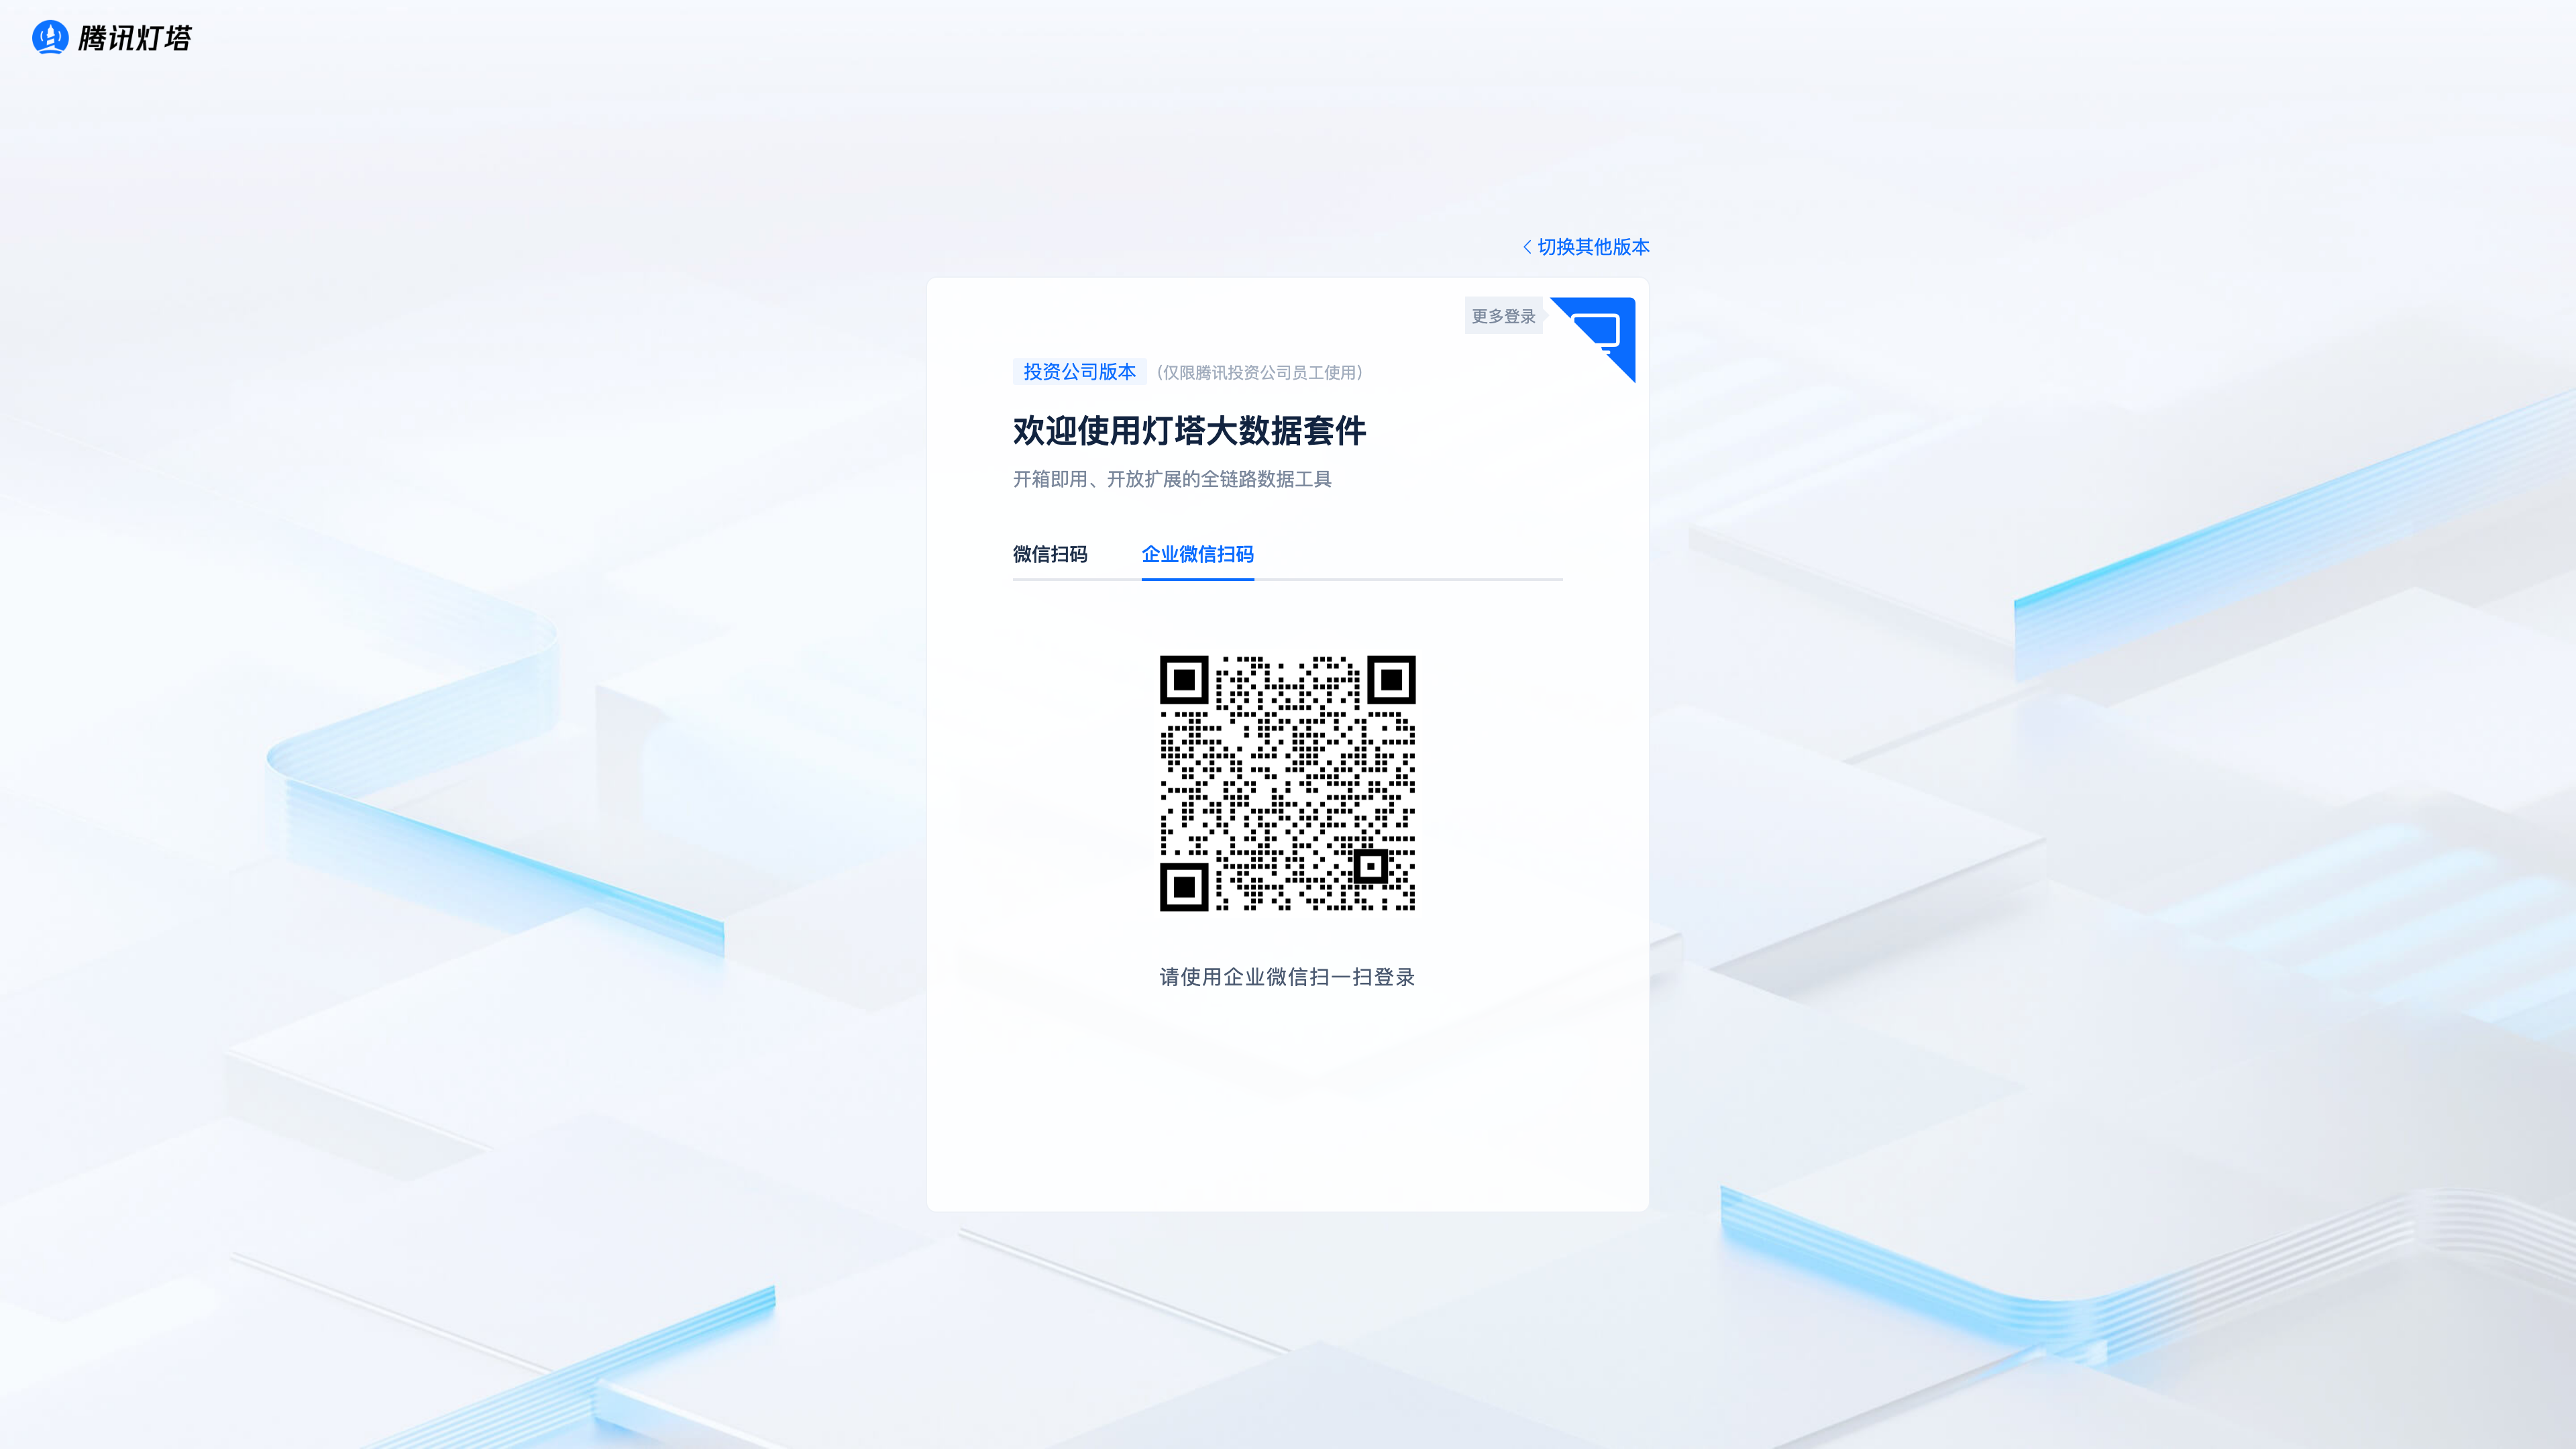 腾讯灯塔
切换其他版本
更多登录
投资公司版本 (仅限腾讯投资公司员工使用)
欢迎使用灯塔大数据套件
开箱即用、开放扩展的全链路数据工具
微信扫码 企业微信扫码
请使用企业微信扫一扫登录